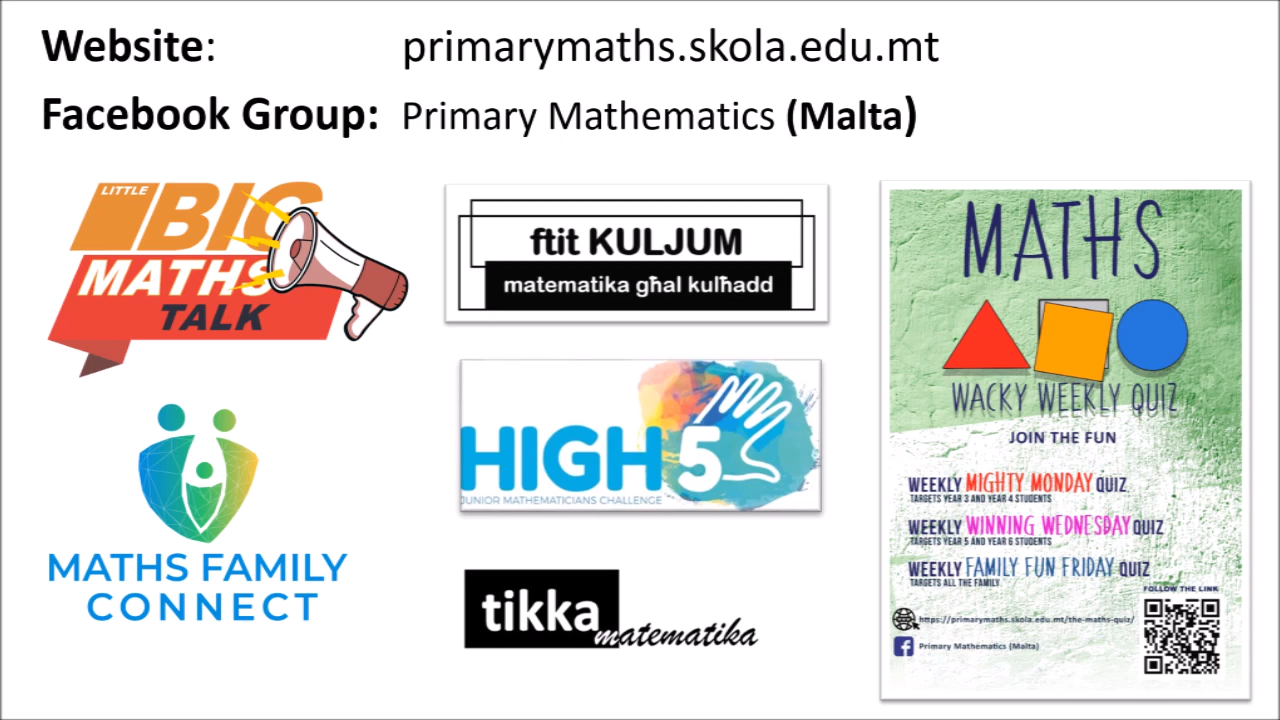 Website: primarymaths.skola.edu.mt
Facebook Group: Primary Mathematics (Malta)
LITTLE
BIG
MATHS
TALK
MATHS FAMILY
CONNECT
ftit KULJUM
matematika għal kulħadd
HIGH 5
JUNIOR MATHEMATICIANS CHALLENGE
tikka
matematika
MATHS
WACKY WEEKLY QUIZ
JOIN THE FUN
WEEKLY MIGHTY MONDAY QUIZ
TARGETS YEAR 3 AND YEAR 4 STUDENTS
WEEKLY WINNING WEDNESDAY QUIZ
TARGETS YEAR 5 AND YEAR 6 STUDENTS
WEEKLY FAMILY FUN FRIDAY QUIZ
TARGETS ALL THE FAMILY
FOLLOW THE LINK
https://primarymaths.skola.edu.mt/the-maths-quiz/
Primary Mathematics (Malta)